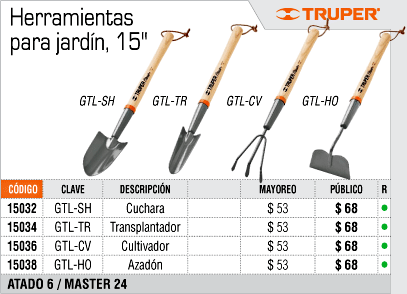 Herramientas
para jardín, 15"
TRUPER®
GTL-SH GTL-TR GTL-CV GTL-HO
CÓDIGO CLAVE DESCRIPCIÓN MAYOREO PÚBLICO R
15032 GTL-SH Cuchara $ 53 $ 68
15034 GTL-TR Transplantador $ 53 $ 68
15036 GTL-CV Cultivador $ 53 $ 68
15038 GTL-HO Azadón $ 53 $ 68
ATADO 6 / MASTER 24